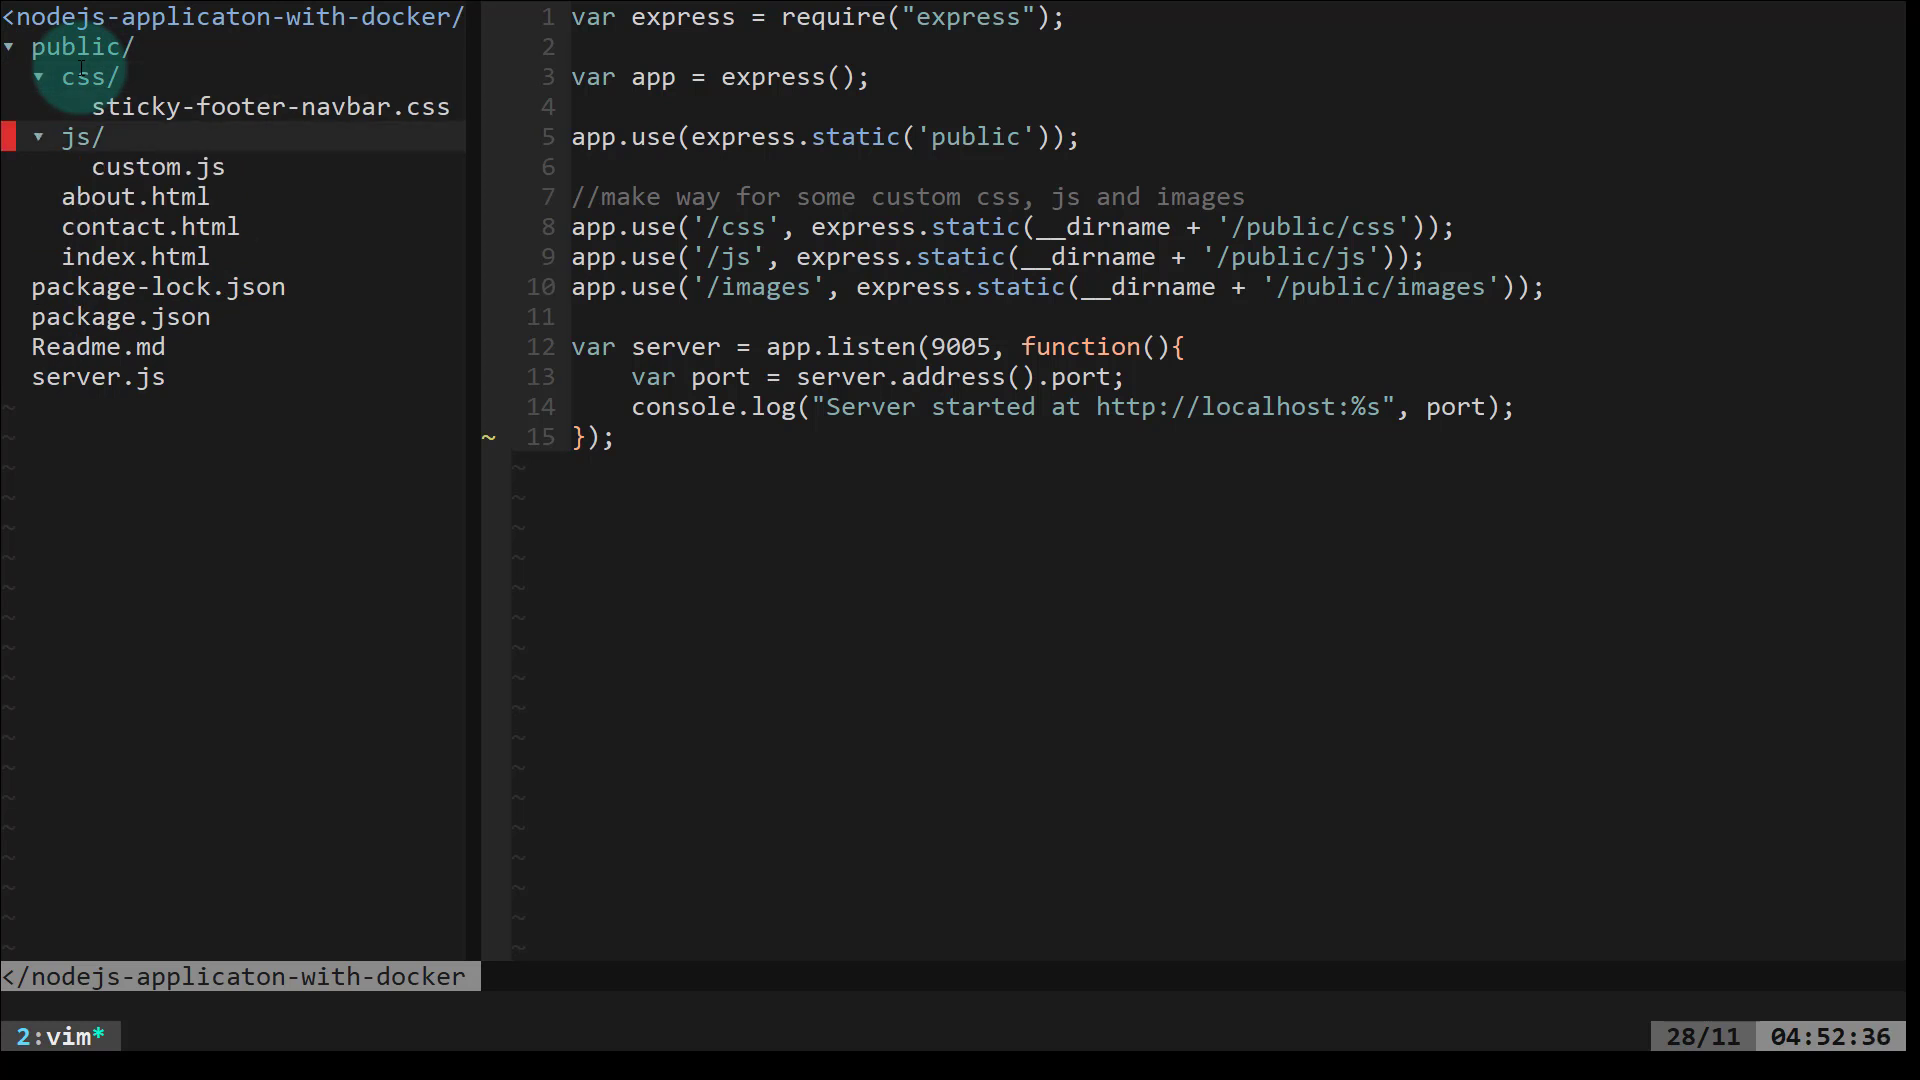 <nodejs-applicaton-with-docker/
▾ public/
▾ css/
sticky-footer-navbar.css
▾ js/
custom.js
about.html
contact.html
index.html
package-lock.json
package.json
Readme.md
server.js
</nodejs-applicaton-with-docker
1 var express = require("express");
2
3 var app = express();
4
5 app.use(express.static('public'));
6
7 //make way for some custom css, js and images
8 app.use('/css', express.static(__dirname + '/public/css'));
9 app.use('/js', express.static(__dirname + '/public/js'));
10 app.use('/images', express.static(__dirname + '/public/images'));
11
12 var server = app.listen(9005, function(){
13     var port = server.address().port;
14     console.log("Server started at http://localhost:%s", port);
~ 15 });
2:vim*
28/11 04:52:36